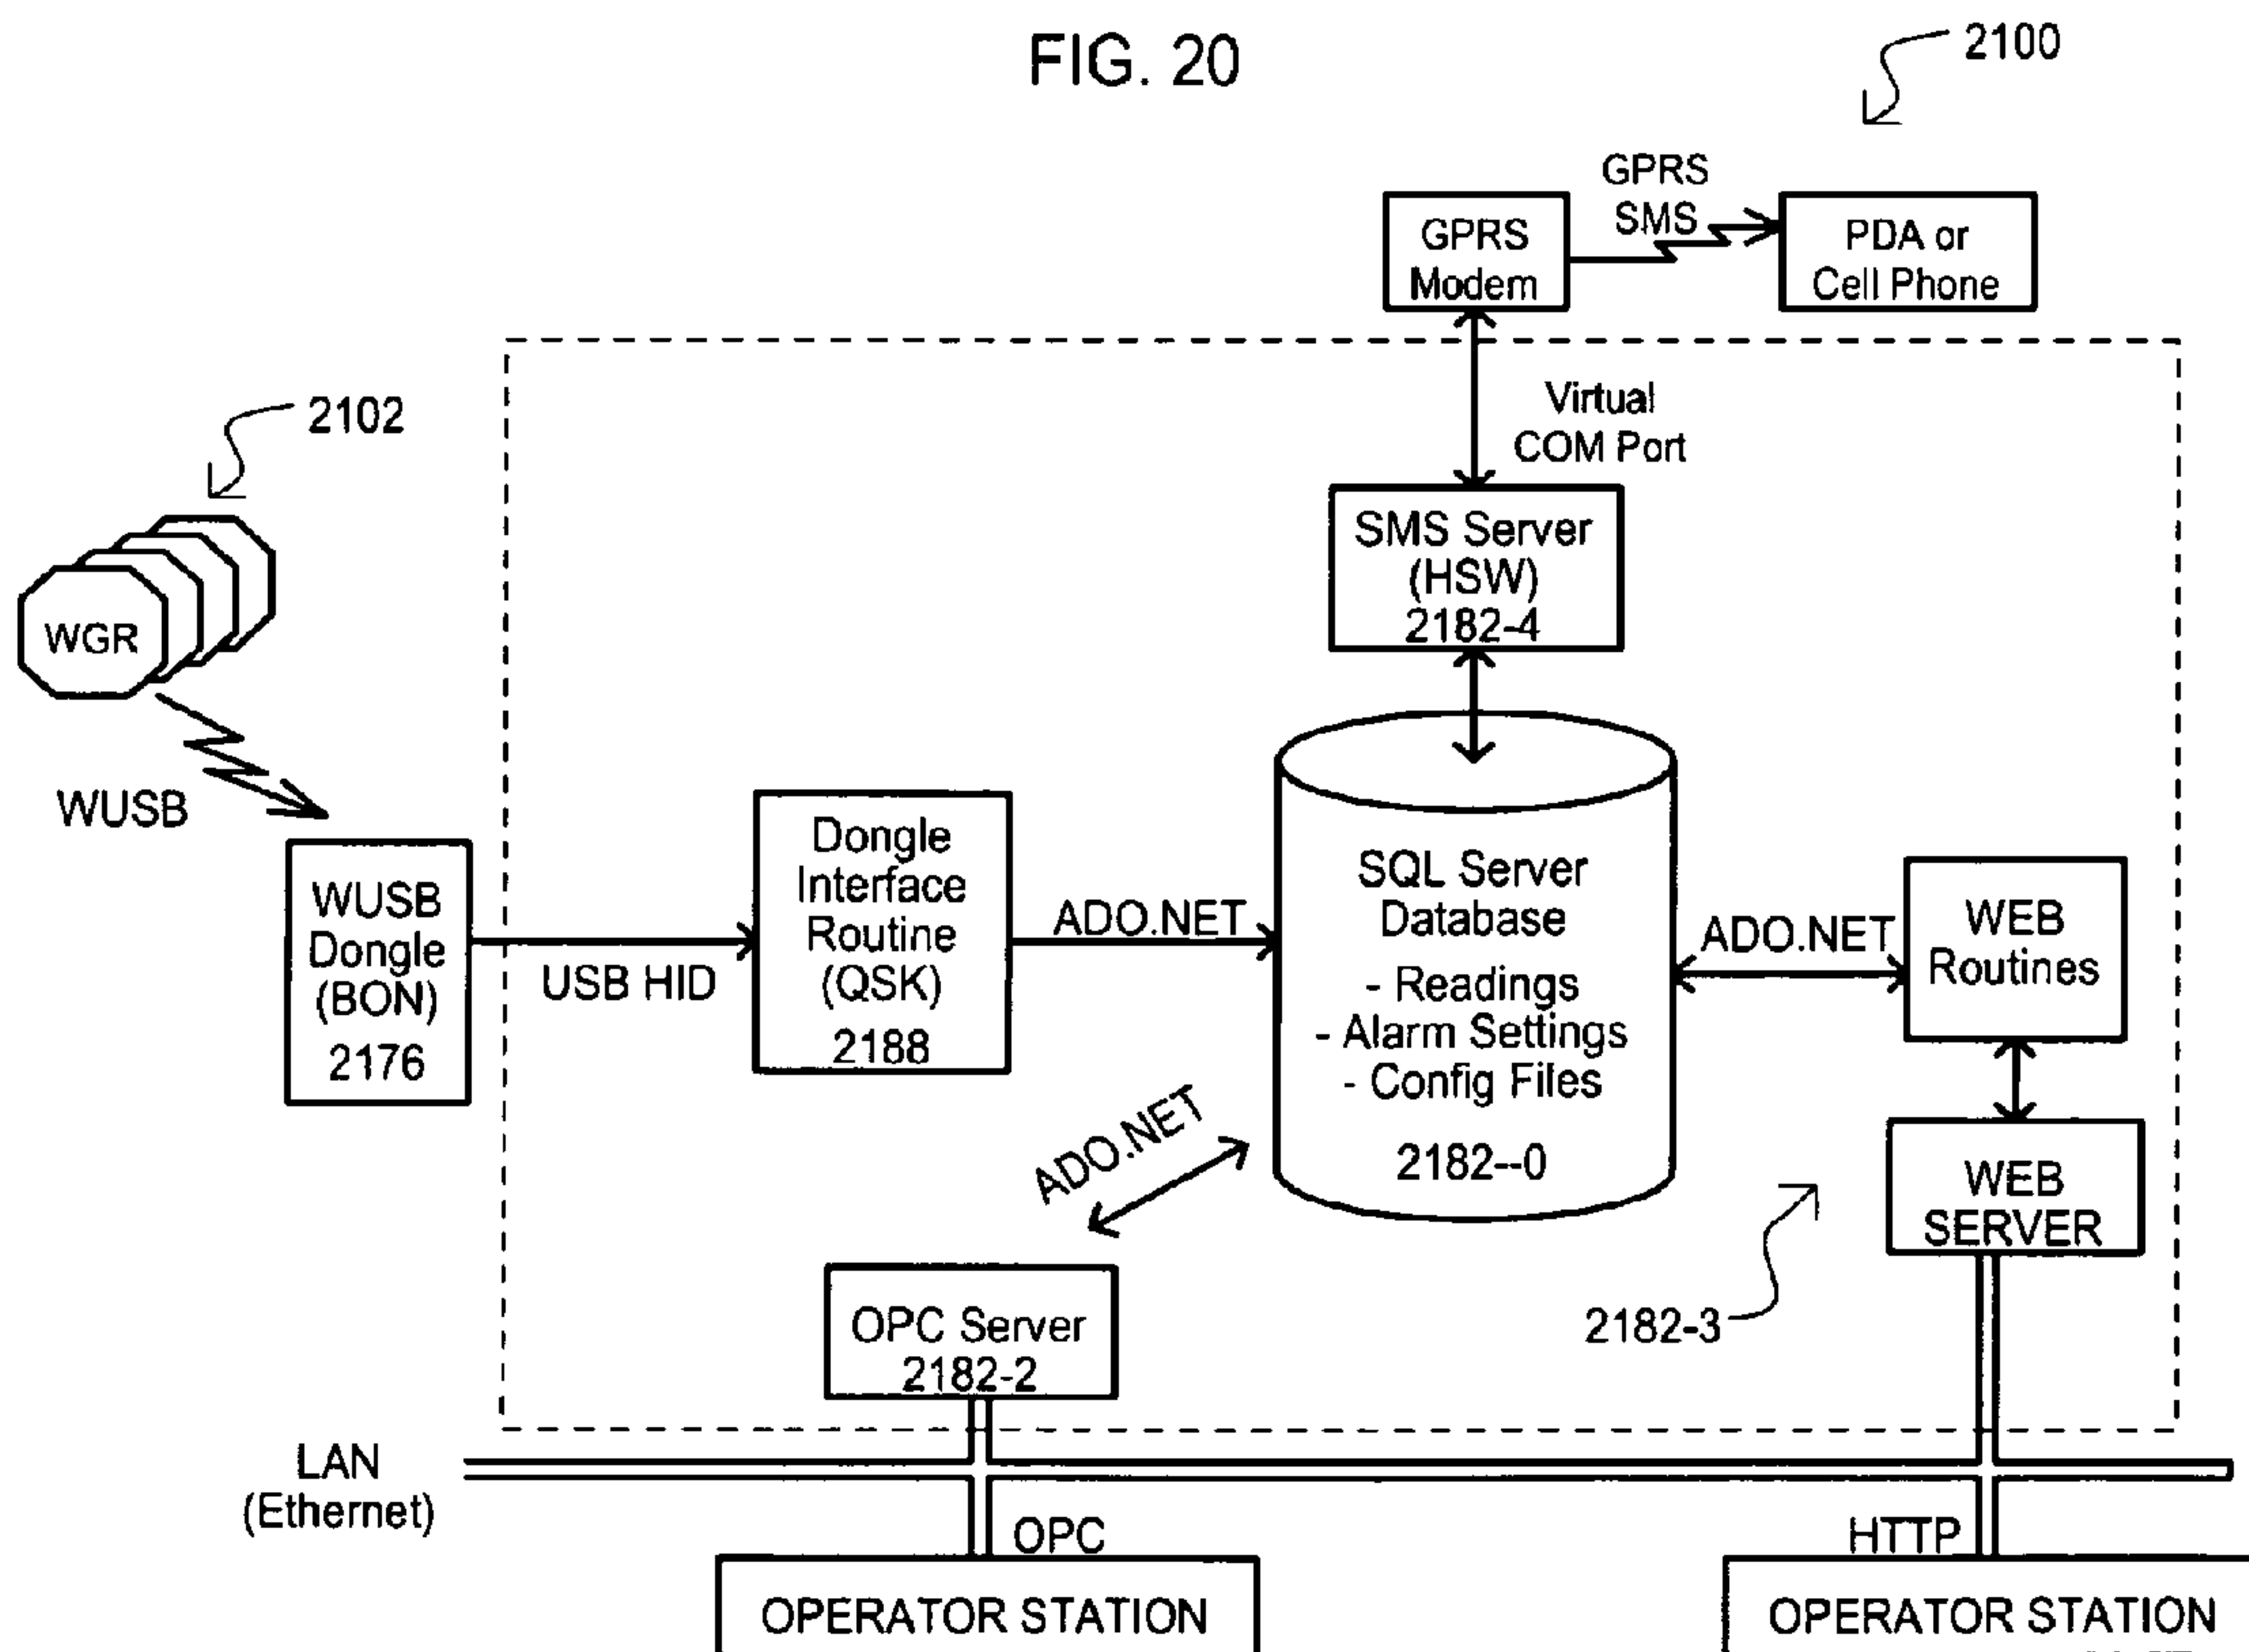 FIG. 20
2100
GPRS
SMS
GPRS
Modem
PDA or
Cell Phone
Virtual
COM Port
2102
SMS Server
(HSW)
2182-4
WGR
WUSB
WUSB
Dongle
(BON)
2176
USB HID
Dongle
Interface
Routine
(QSK)
2188
ADO.NET
SQL Server
Database
- Readings
- Alarm Settings
- Config Files
2182--0
ADO.NET
WEB
Routines
ADO.NET
WEB
SERVER
2182-3
OPC Server
2182-2
LAN
(Ethernet)
OPC
HTTP
OPERATOR STATION
OPERATOR STATION